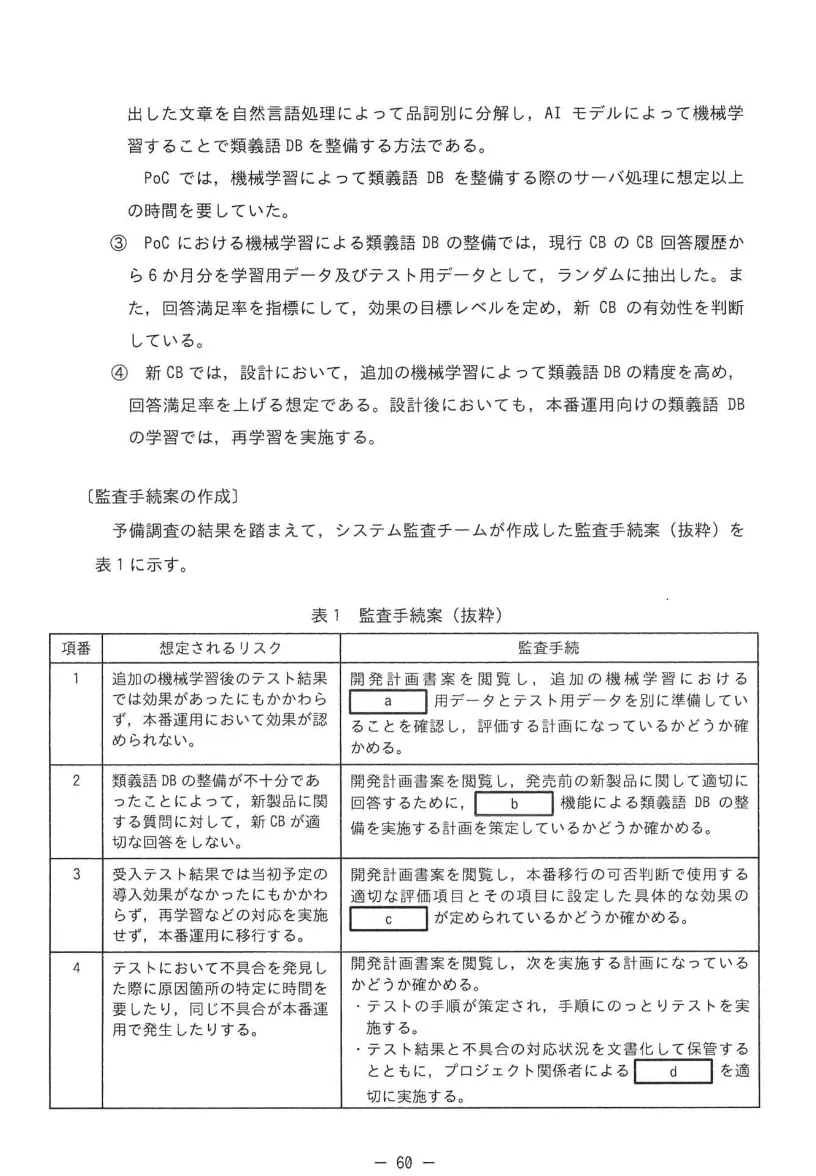 出した文章を自然言語処理によって品詞別に分解し，AI モデルによって機械学
習することで類義語 DB を整備する方法である。
PoC では，機械学習によって類義語 DB を整備する際のサーバ処理に想定以上
の時間を要していた。
③ PoC における機械学習による類義語 DB の整備では，現行 CB の CB 回答履歴か
ら 6 か月分を学習用データ及びテスト用データとして，ランダムに抽出した。ま
た，回答満足率を指標にして，効果の目標レベルを定め，新 CB の有効性を判断
している。
④ 新 CB では，設計において，追加の機械学習によって類義語 DB の精度を高め，
回答満足率を上げる想定である。設計後においても，本番運用向けの類義語 DB
の学習では，再学習を実施する。
〔監査手続案の作成〕
予備調査の結果を踏まえて，システム監査チームが作成した監査手続案（抜粋）を
表 1 に示す。
表 1 監査手続案（抜粋）
項番 想定されるリスク 監査手続
1
追加の機械学習後のテスト結果
では効果があったにもかかわら
ず，本番運用において効果が認
められない。
開発計画書案を閲覧し，追加の機械学習における
a 用データとテスト用データを別に準備してい
ることを確認し，評価する計画になっているかどうか確
かめる。
2
類義語 DB の整備が不十分であ
ったことによって，新製品に関
する質問に対して，新 CB が適
切な回答をしない。
開発計画書案を閲覧し，発売前の新製品に関して適切に
回答するために， b 機能による類義語 DB の整
備を実施する計画を策定しているかどうか確かめる。
3
受入テスト結果では当初予定の
導入効果がなかったにもかかわ
らず，再学習などの対応を実施
せず，本番運用に移行する。
開発計画書案を閲覧し，本番移行の可否判断で使用する
適切な評価項目とその項目に設定した具体的な効果の
c が定められているかどうか確かめる。
4
テストにおいて不具合を発見し
た際に原因箇所の特定に時間を
要したり，同じ不具合が本番運
用で発生したりする。
開発計画書案を閲覧し，次を実施する計画になっている
かどうか確かめる。
・テストの手順が策定され，手順にのっとりテストを実
施する。
・テスト結果と不具合の対応状況を文書化して保管する
とともに，プロジェクト関係者による d を適
切に実施する。
－ 60 －